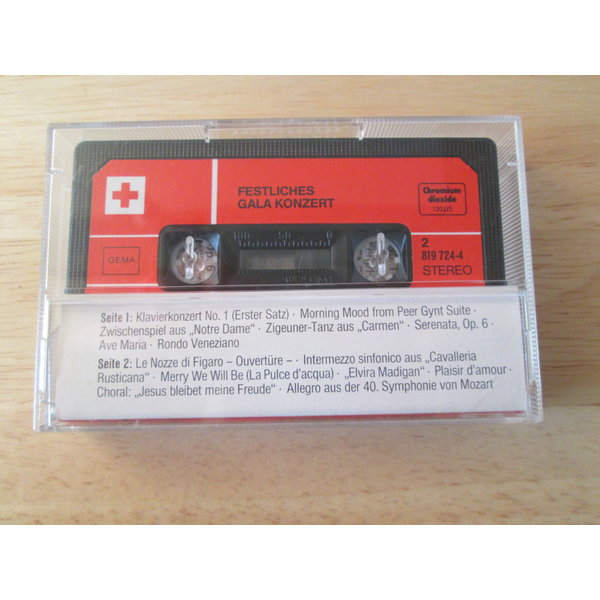 FESTLICHES
GALA KONZERT
Chromium
dioxide
120 µS
100 50 0
GEMA
2
819 724-4
STEREO
Seite 1: Klavierkonzert No. 1 (Erster Satz) · Morning Mood from Peer Gynt Suite ·
Zwischenspiel aus „Notre Dame“ · Zigeuner-Tanz aus „Carmen“ · Serenata, Op. 6 ·
Ave Maria · Rondo Veneziano
Seite 2: Le Nozze di Figaro - Ouvertüre - · Intermezzo sinfonico aus „Cavalleria
Rusticana“ · Merry We Will Be (La Pulce d'acqua) · „Elvira Madigan“ · Plaisir d'amour ·
Choral: „Jesus bleibet meine Freude“ · Allegro aus der 40. Symphonie von Mozart